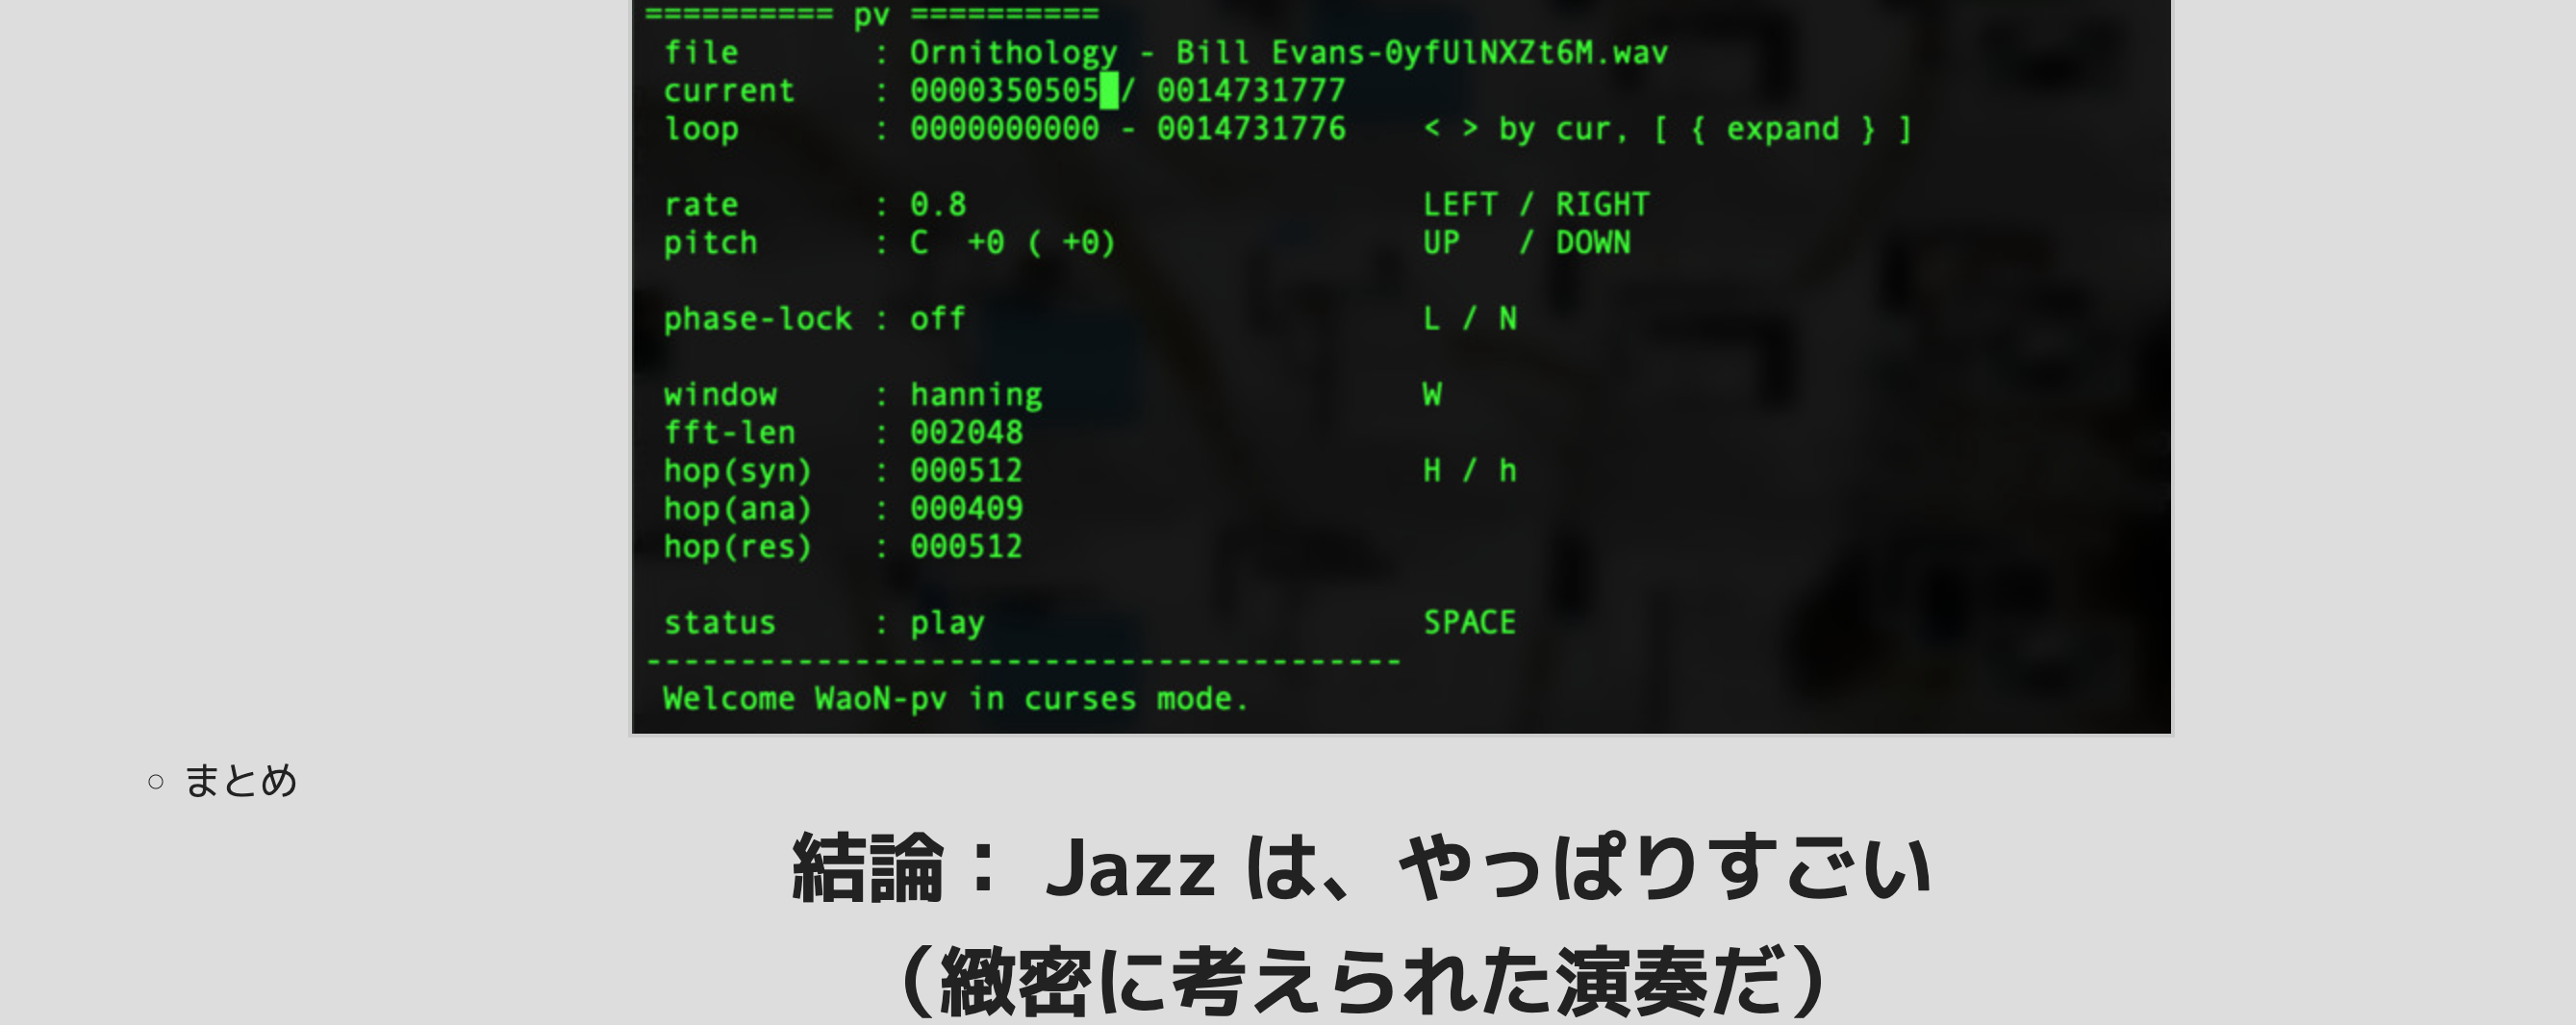 ========== pv ==========
file : Ornithology - Bill Evans-0yfUlNXZt6M.wav
current : 0000350505 / 0014731777
loop : 0000000000 - 0014731776 < > by cur, [ { expand } ]
rate : 0.8 LEFT / RIGHT
pitch : C +0 ( +0) UP / DOWN
phase-lock : off L / N
window : hanning W
fft-len : 002048
hop(syn) : 000512 H / h
hop(ana) : 000409
hop(res) : 000512
status : play SPACE
----------------------------------------
Welcome WaoN-pv in curses mode.
○ まとめ
結論： Jazz は、やっぱりすごい
（緻密に考えられた演奏だ）